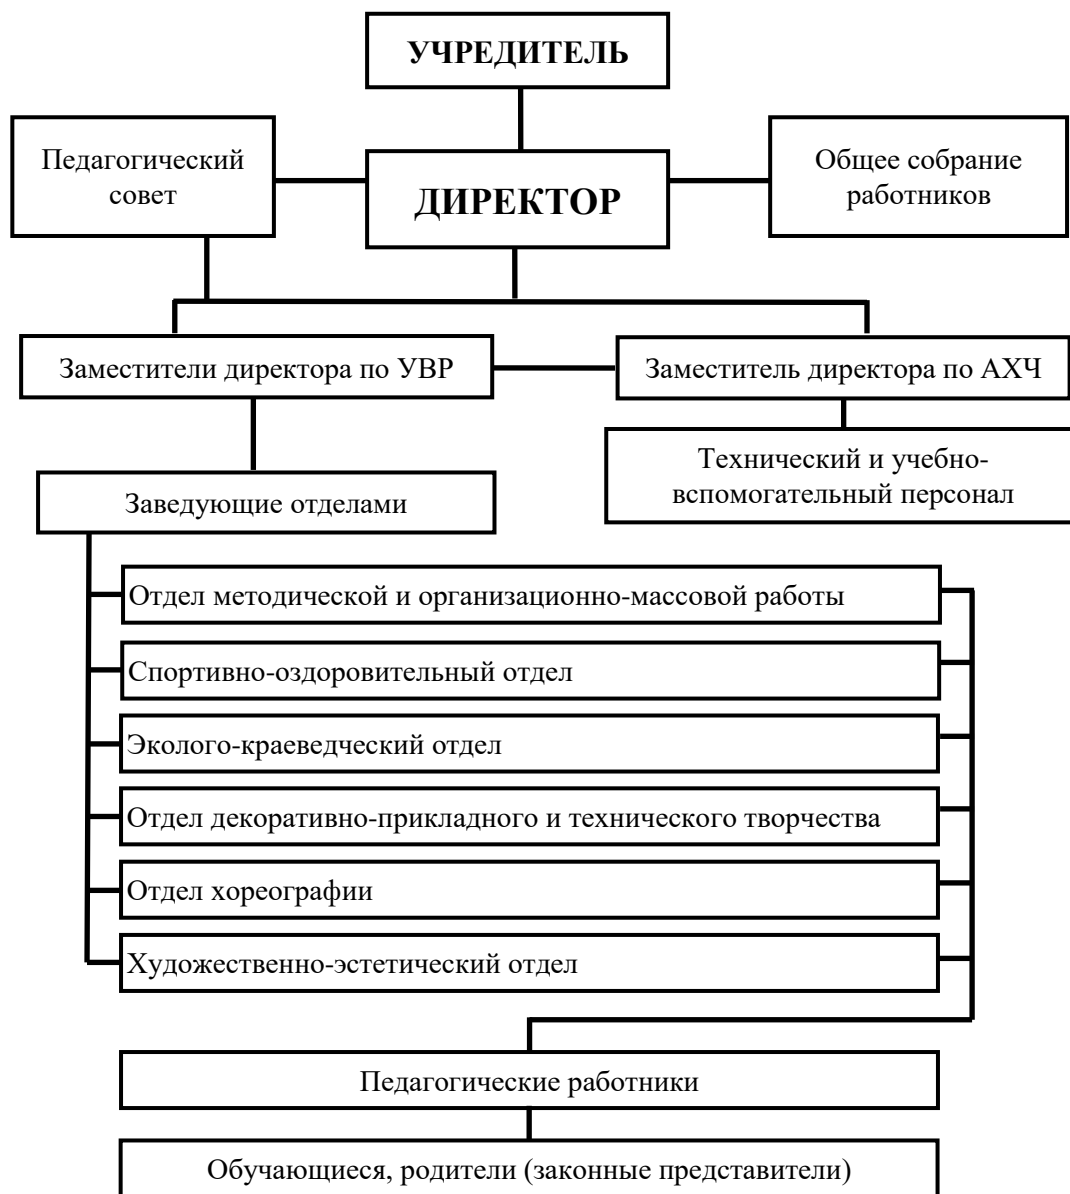 УЧРЕДИТЕЛЬ
Педагогический
совет
ДИРЕКТОР
Общее собрание
работников
Заместители директора по УВР
Заместитель директора по АХЧ
Технический и учебно-
вспомогательный персонал
Заведующие отделами
Отдел методической и организационно-массовой работы
Спортивно-оздоровительный отдел
Эколого-краеведческий отдел
Отдел декоративно-прикладного и технического творчества
Отдел хореографии
Художественно-эстетический отдел
Педагогические работники
Обучающиеся, родители (законные представители)